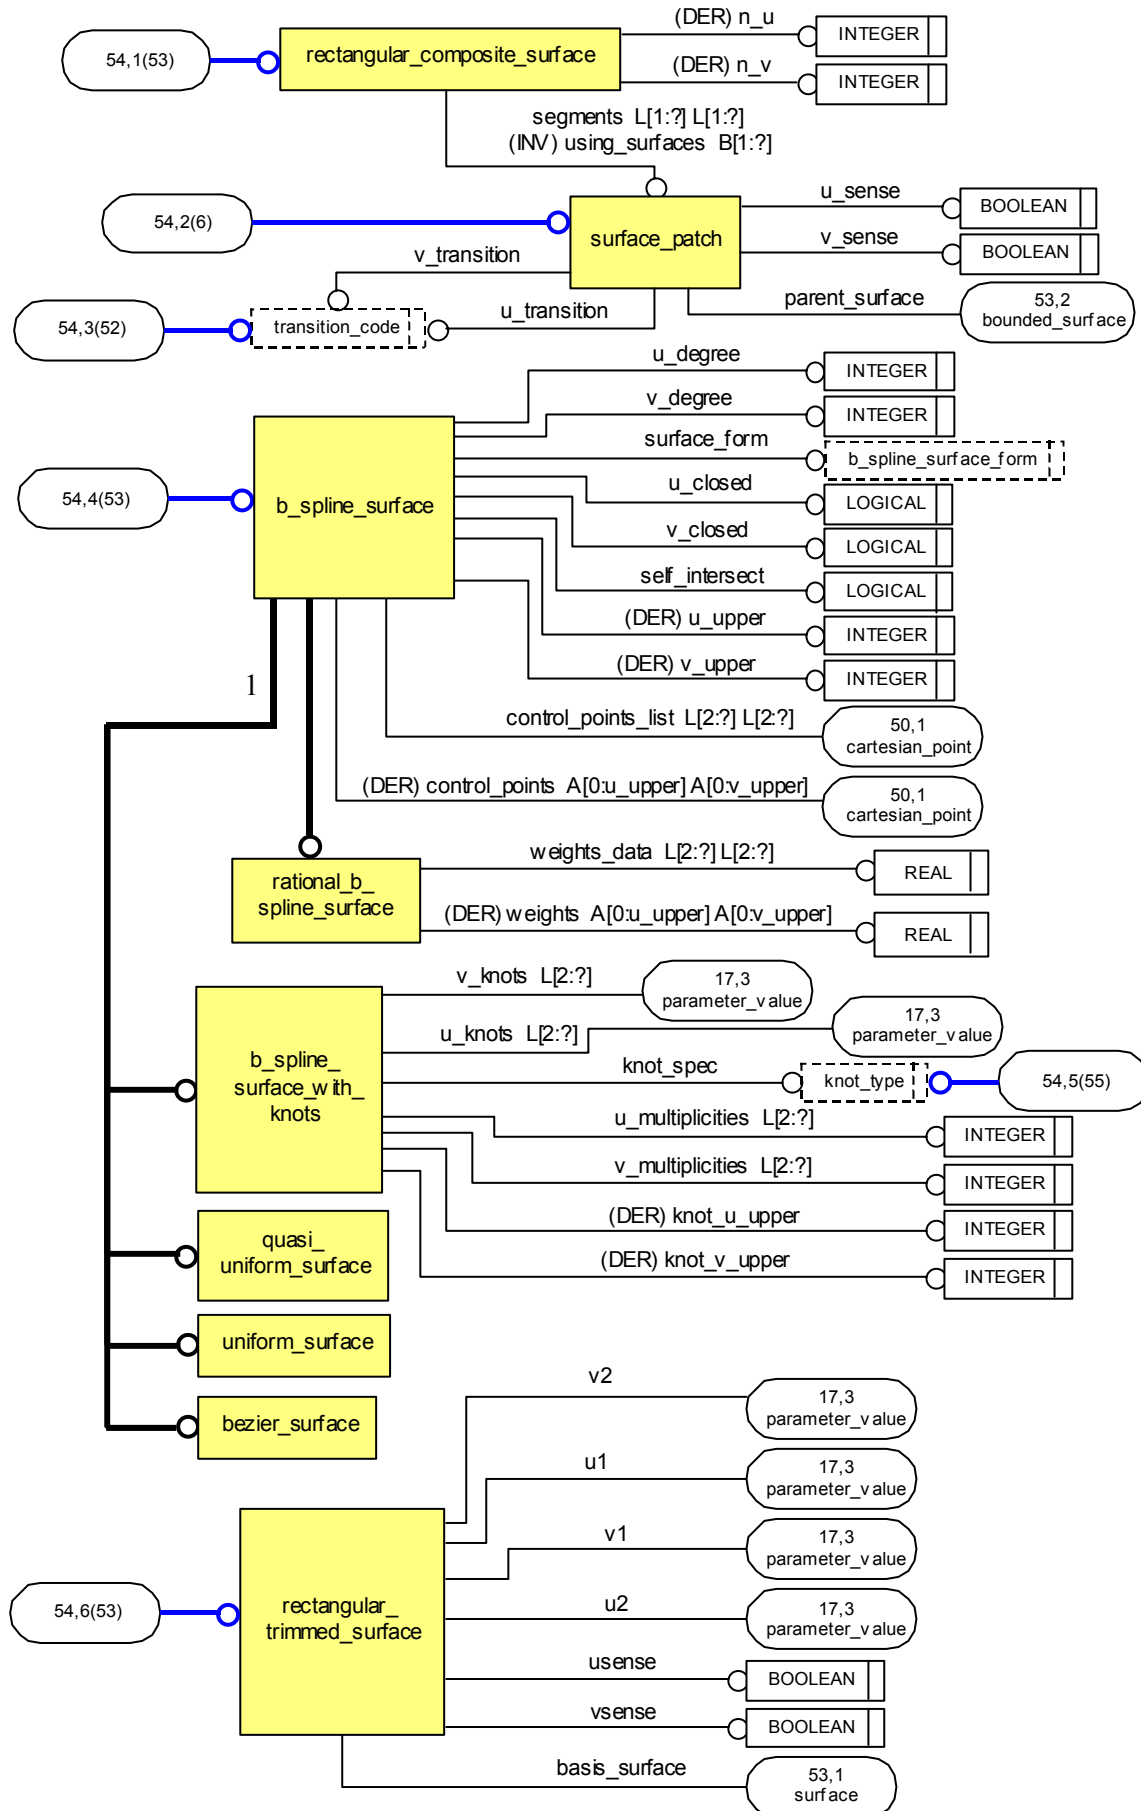 (DER) n_u
INTEGER
54,1(53)
rectangular_composite_surface
(DER) n_v
INTEGER
segments L[1:?] L[1:?]
(INV) using_surfaces B[1:?]
u_sense
BOOLEAN
54,2(6)
surface_patch
v_sense
BOOLEAN
v_transition
parent_surface
53,2
bounded_surface
54,3(52)
transition_code
u_transition
u_degree
INTEGER
v_degree
INTEGER
surface_form
b_spline_surface_form
54,4(53)
b_spline_surface
u_closed
LOGICAL
v_closed
LOGICAL
self_intersect
LOGICAL
(DER) u_upper
INTEGER
(DER) v_upper
INTEGER
1
control_points_list L[2:?] L[2:?]
50,1
cartesian_point
(DER) control_points A[0:u_upper] A[0:v_upper]
50,1
cartesian_point
weights_data L[2:?] L[2:?]
REAL
rational_b_
spline_surface
(DER) weights A[0:u_upper] A[0:v_upper]
REAL
v_knots L[2:?]
17,3
parameter_value
u_knots L[2:?]
17,3
parameter_value
b_spline_
surface_with_
knots
knot_spec
knot_type
54,5(55)
u_multiplicities L[2:?]
INTEGER
v_multiplicities L[2:?]
INTEGER
(DER) knot_u_upper
INTEGER
(DER) knot_v_upper
INTEGER
quasi_
uniform_surface
uniform_surface
bezier_surface
v2
17,3
parameter_value
u1
17,3
parameter_value
v1
17,3
parameter_value
54,6(53)
rectangular_
trimmed_surface
u2
17,3
parameter_value
usense
BOOLEAN
vsense
BOOLEAN
basis_surface
53,1
surface